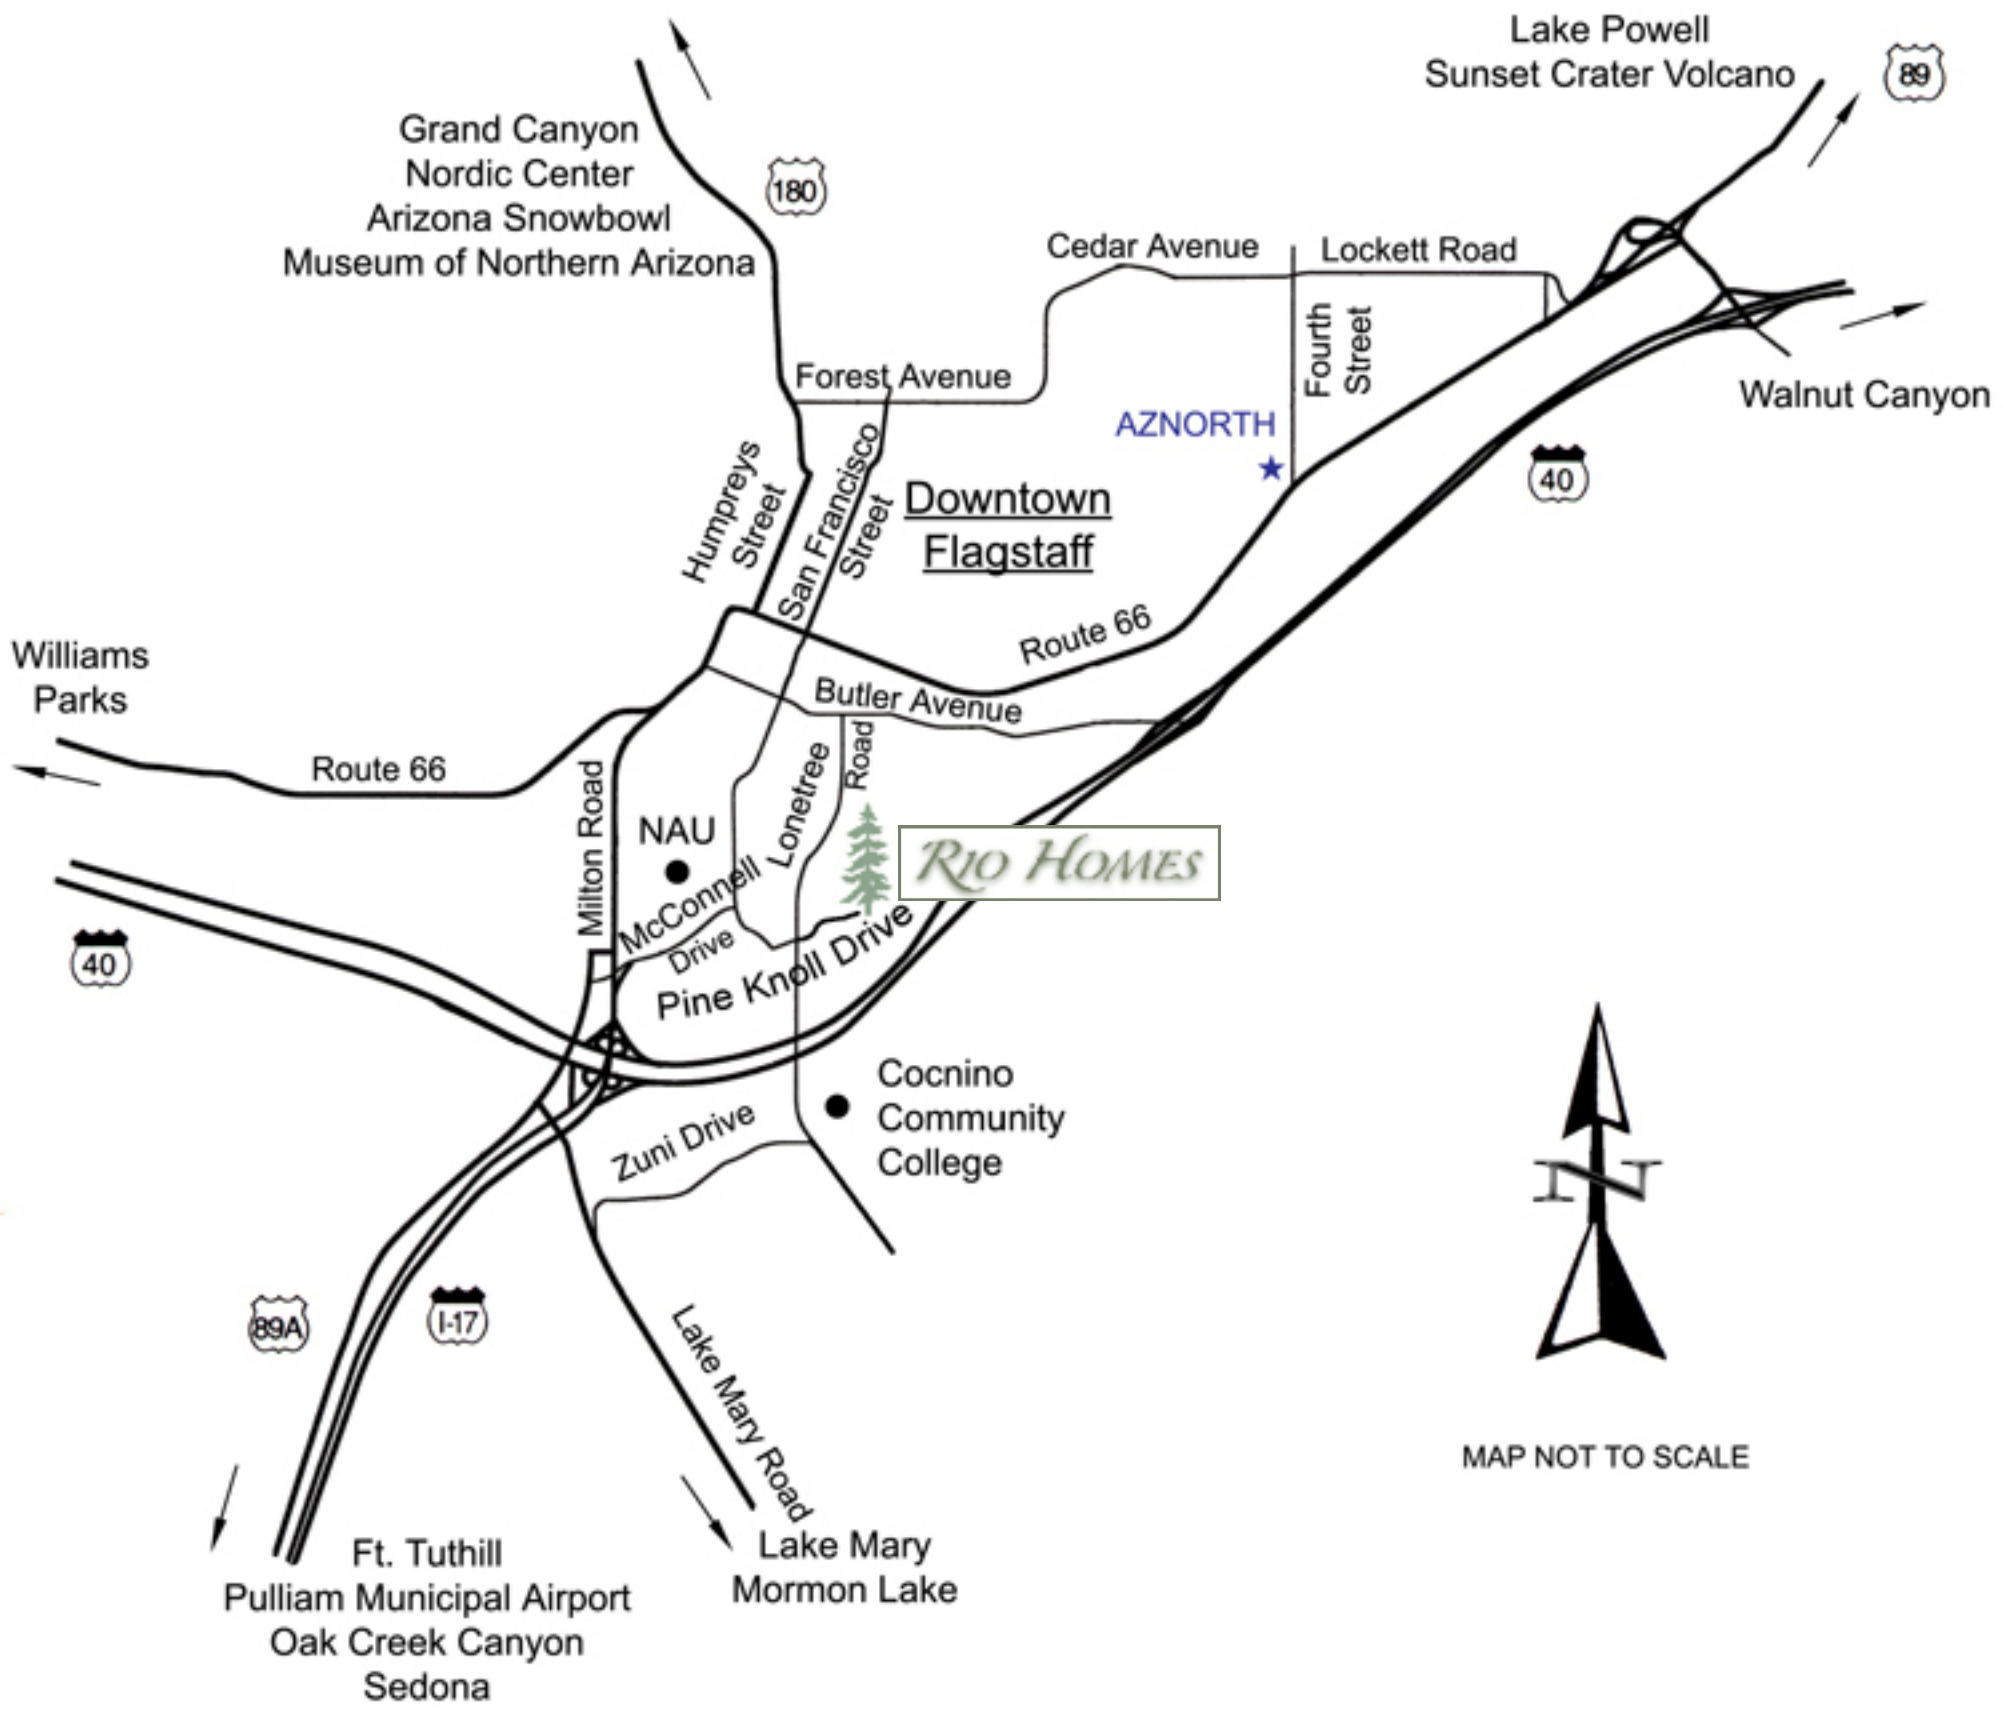 Lake Powell
Sunset Crater Volcano
89
Grand Canyon
Nordic Center
Arizona Snowbowl
Museum of Northern Arizona
180
Cedar Avenue
Lockett Road
Fourth
Street
Walnut Canyon
40
Forest Avenue
AZNORTH
Humpreys
Street
San Francisco
Street
Downtown
Flagstaff
Route 66
Williams
Parks
Route 66
Butler Avenue
Milton Road
NAU
Lonetree
Road
RIO HOMES
McConnell
Drive
Pine Knoll Drive
40
Cocnino
Community
College
Zuni Drive
N
89A
I-17
Lake Mary Road
MAP NOT TO SCALE
Ft. Tuthill
Pulliam Municipal Airport
Oak Creek Canyon
Sedona
Lake Mary
Mormon Lake